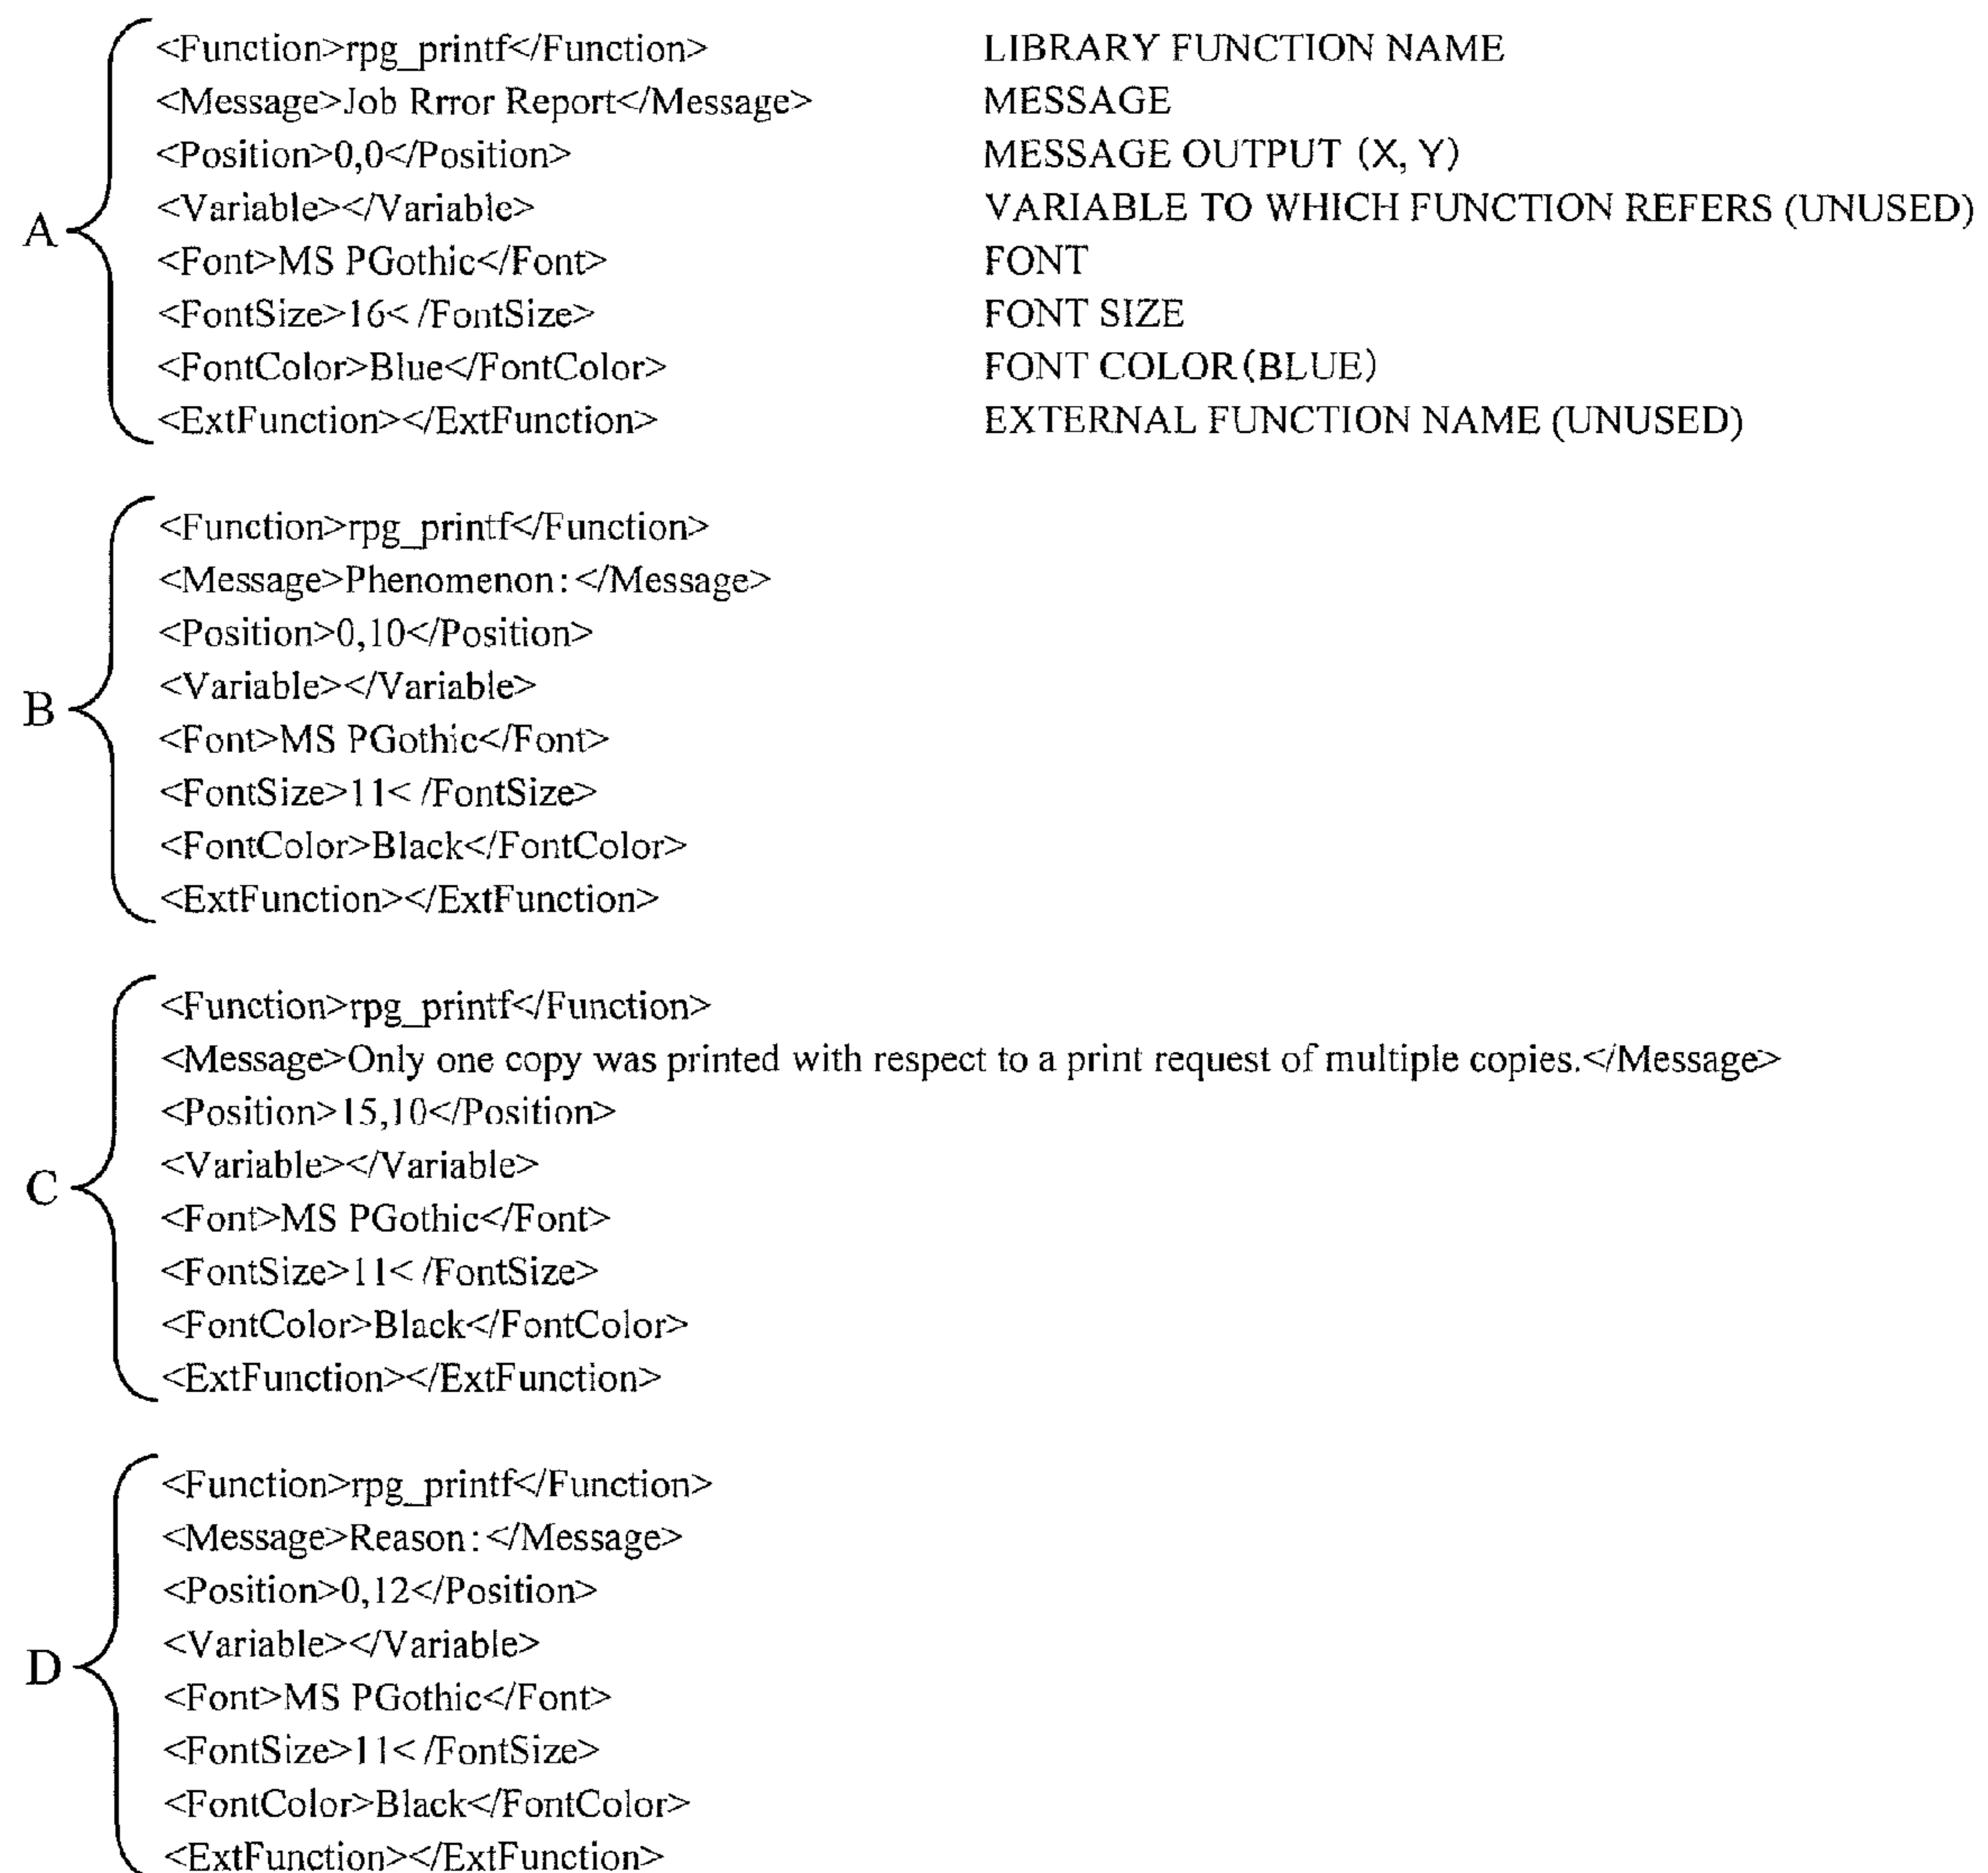 A
<Function>rpg_printf</Function> LIBRARY FUNCTION NAME
<Message>Job Rrror Report</Message> MESSAGE
<Position>0,0</Position> MESSAGE OUTPUT (X, Y)
<Variable></Variable> VARIABLE TO WHICH FUNCTION REFERS (UNUSED)
<Font>MS PGothic</Font> FONT
<FontSize>16< /FontSize> FONT SIZE
<FontColor>Blue</FontColor> FONT COLOR(BLUE)
<ExtFunction></ExtFunction> EXTERNAL FUNCTION NAME (UNUSED)
B
<Function>rpg_printf</Function>
<Message>Phenomenon:</Message>
<Position>0,10</Position>
<Variable></Variable>
<Font>MS PGothic</Font>
<FontSize>11< /FontSize>
<FontColor>Black</FontColor>
<ExtFunction></ExtFunction>
C
<Function>rpg_printf</Function>
<Message>Only one copy was printed with respect to a print request of multiple copies.</Message>
<Position>15,10</Position>
<Variable></Variable>
<Font>MS PGothic</Font>
<FontSize>11< /FontSize>
<FontColor>Black</FontColor>
<ExtFunction></ExtFunction>
D
<Function>rpg_printf</Function>
<Message>Reason:</Message>
<Position>0,12</Position>
<Variable></Variable>
<Font>MS PGothic</Font>
<FontSize>11< /FontSize>
<FontColor>Black</FontColor>
<ExtFunction></ExtFunction>